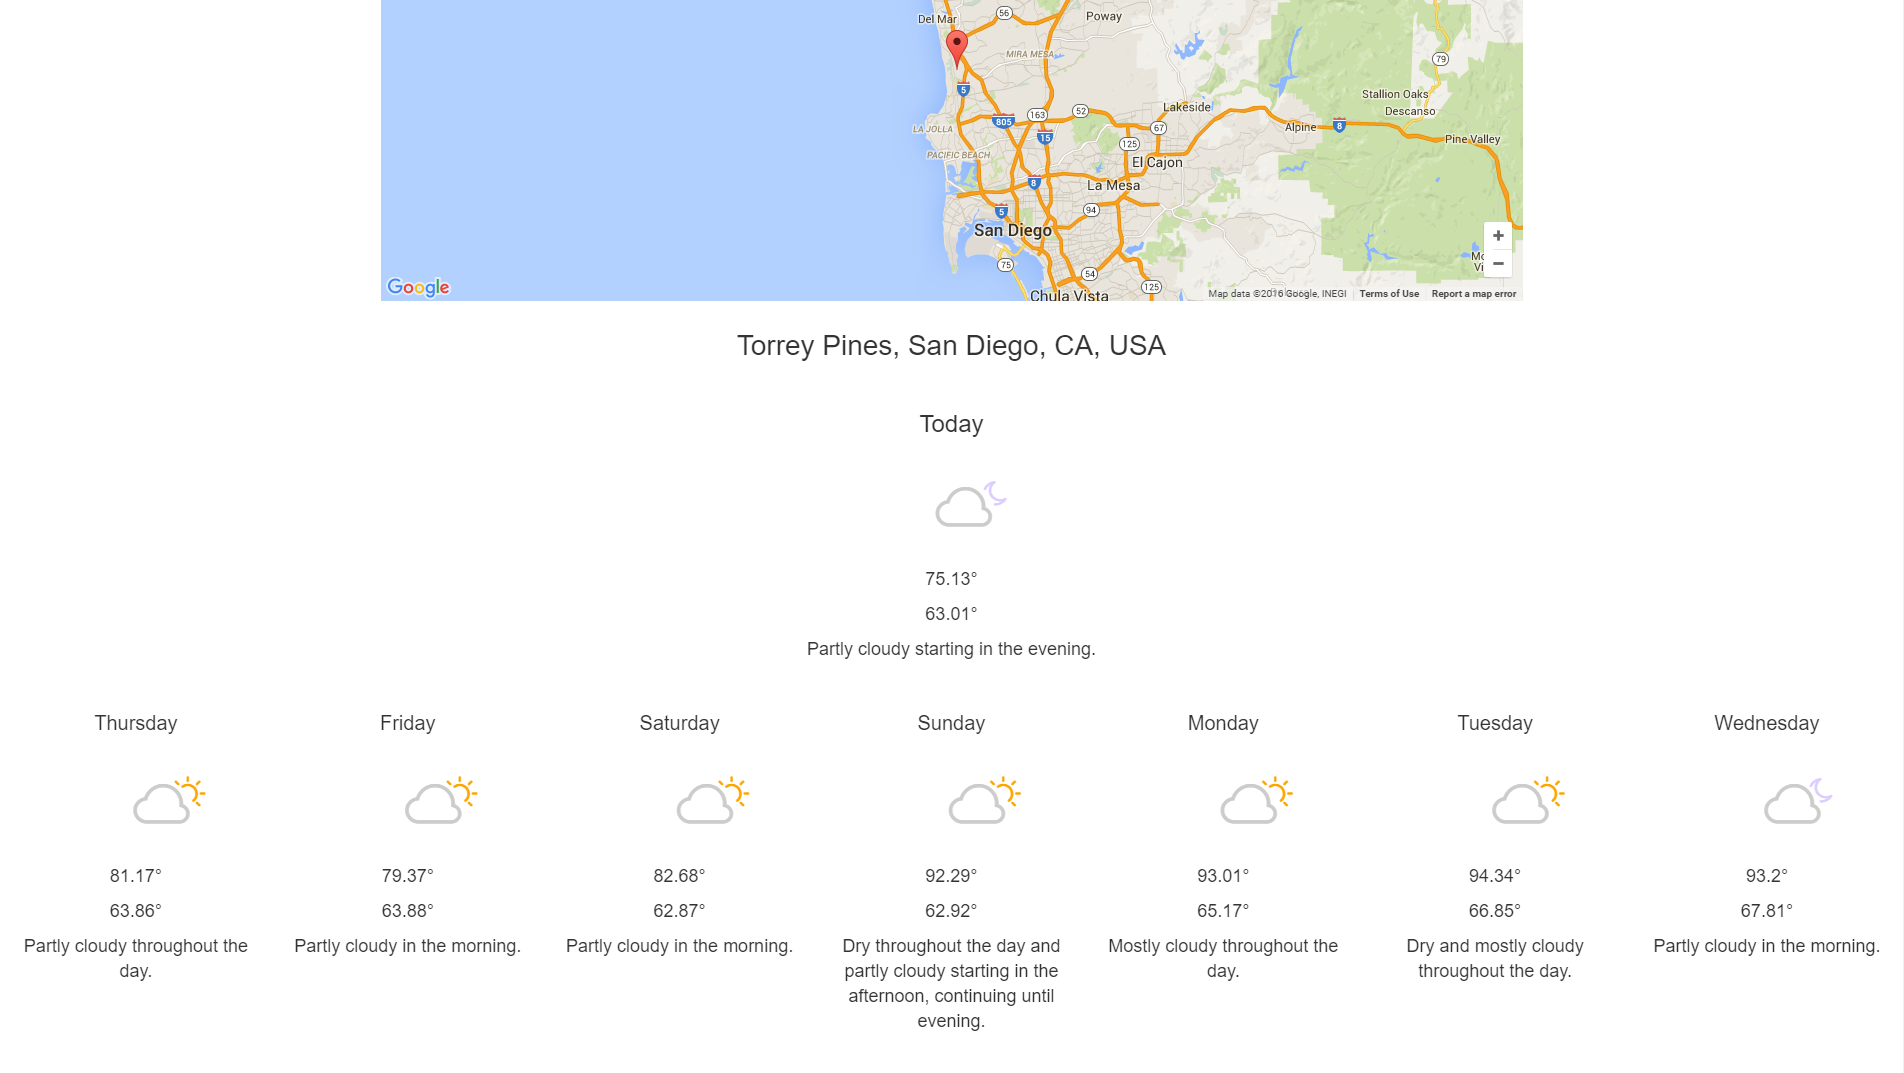 Del Mar
56
Poway
MIRA MESA
79
5
Stallion Oaks
Lakeside
Descanso
52
163
805
67
Alpine
8
LA JOLLA
15
Pine Valley
125
PACIFIC BEACH
El Cajon
8
La Mesa
94
5
San Diego
+
75
54
−
125
Google
Chula Vista
Map data ©2016 Google, INEGI
Terms of Use
Report a map error
Torrey Pines, San Diego, CA, USA
Today
75.13°
63.01°
Partly cloudy starting in the evening.
Thursday
81.17°
63.86°
Partly cloudy throughout the
day.
Friday
79.37°
63.88°
Partly cloudy in the morning.
Saturday
82.68°
62.87°
Partly cloudy in the morning.
Sunday
92.29°
62.92°
Dry throughout the day and
partly cloudy starting in the
afternoon, continuing until
evening.
Monday
93.01°
65.17°
Mostly cloudy throughout the
day.
Tuesday
94.34°
66.85°
Dry and mostly cloudy
throughout the day.
Wednesday
93.2°
67.81°
Partly cloudy in the morning.